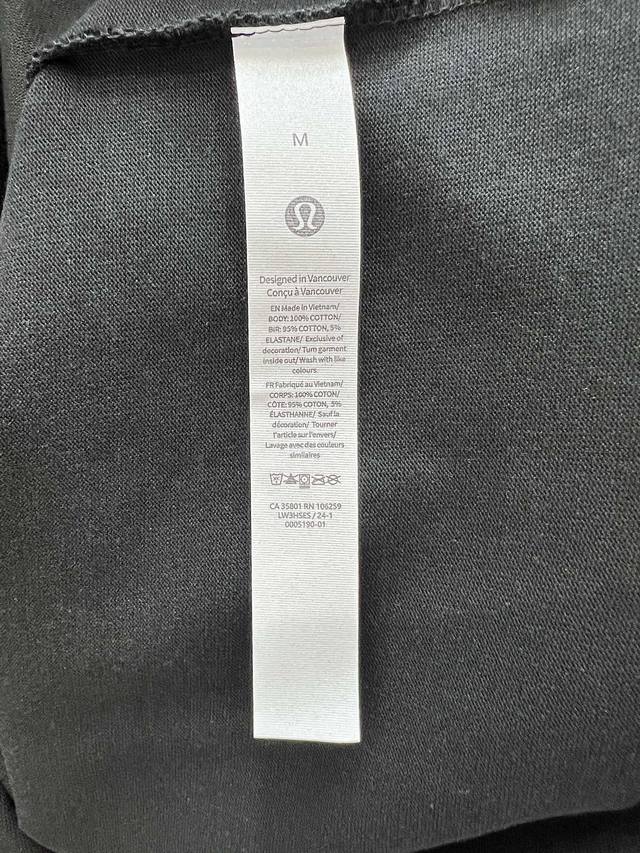 M
Designed in Vancouver
Conçu à Vancouver
EN Made in Vietnam/
BODY: 100% COTTON/
RIB: 95% COTTON, 5%
ELASTANE/ Exclusive of
decoration/ Turn garment
inside out/ Wash with like
colours.
FR Fabriqué au Vietnam/
CORPS: 100% COTON/
CÔTE: 95% COTON, 5%
ÉLASTHANNE/ Sauf la
décoration/ Tourner
l'article sur l'envers/
Lavage avec des couleurs
similaires
CA 35801 RN 106259
LW3HSES / 24-1
0005190-01